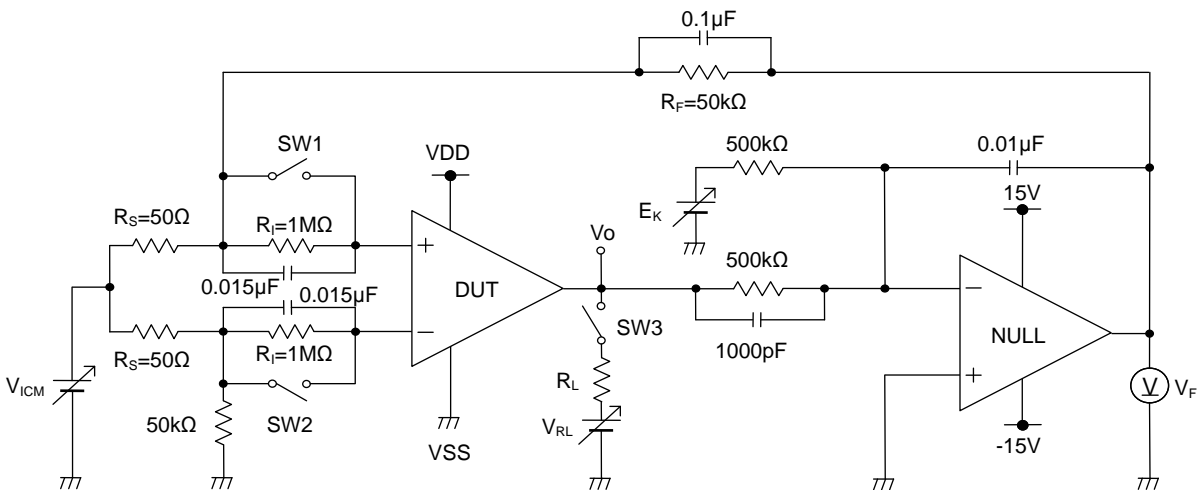 0.1µF
RF=50kΩ
SW1
VDD
500kΩ
0.01µF
15V
EK
RS=50Ω
RI=1MΩ
Vo
0.015µF
0.015µF
DUT
500kΩ
SW3
NULL
RS=50Ω
RI=1MΩ
1000pF
VICM
RL
V
VF
50kΩ
SW2
VRL
VSS
-15V